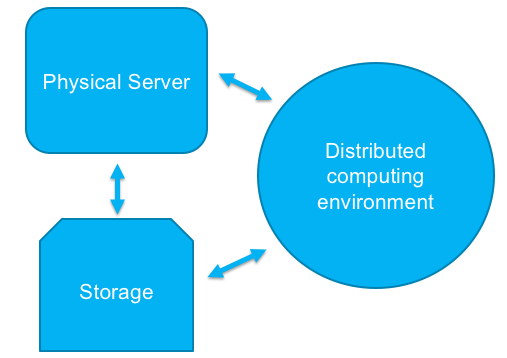 Physical Server
Distributed
computing
environment
Storage